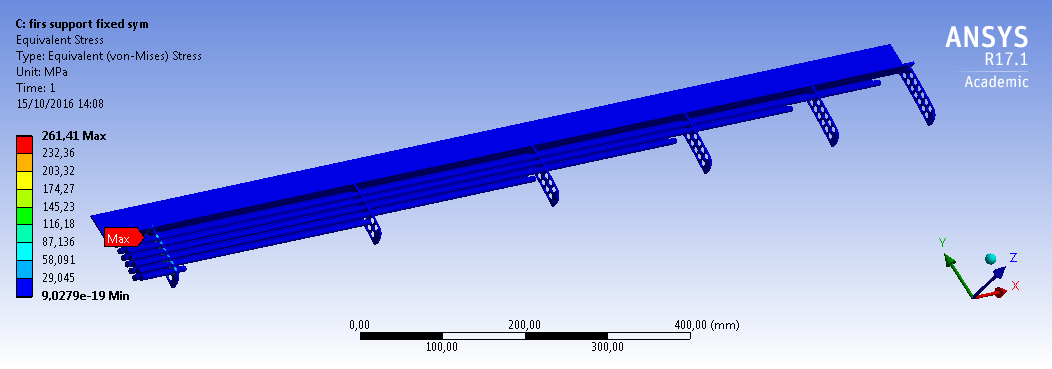 C: firs support fixed sym
Equivalent Stress
Type: Equivalent (von-Mises) Stress
Unit: MPa
Time: 1
15/10/2016 14:08
261,41 Max
232,36
203,32
174,27
145,23
116,18
87,136
58,091
29,045
9,0279e-19 Min
ANSYS
R17.1
Academic
Max
Y
Z
X
0,00 200,00 400,00 (mm)
100,00 300,00